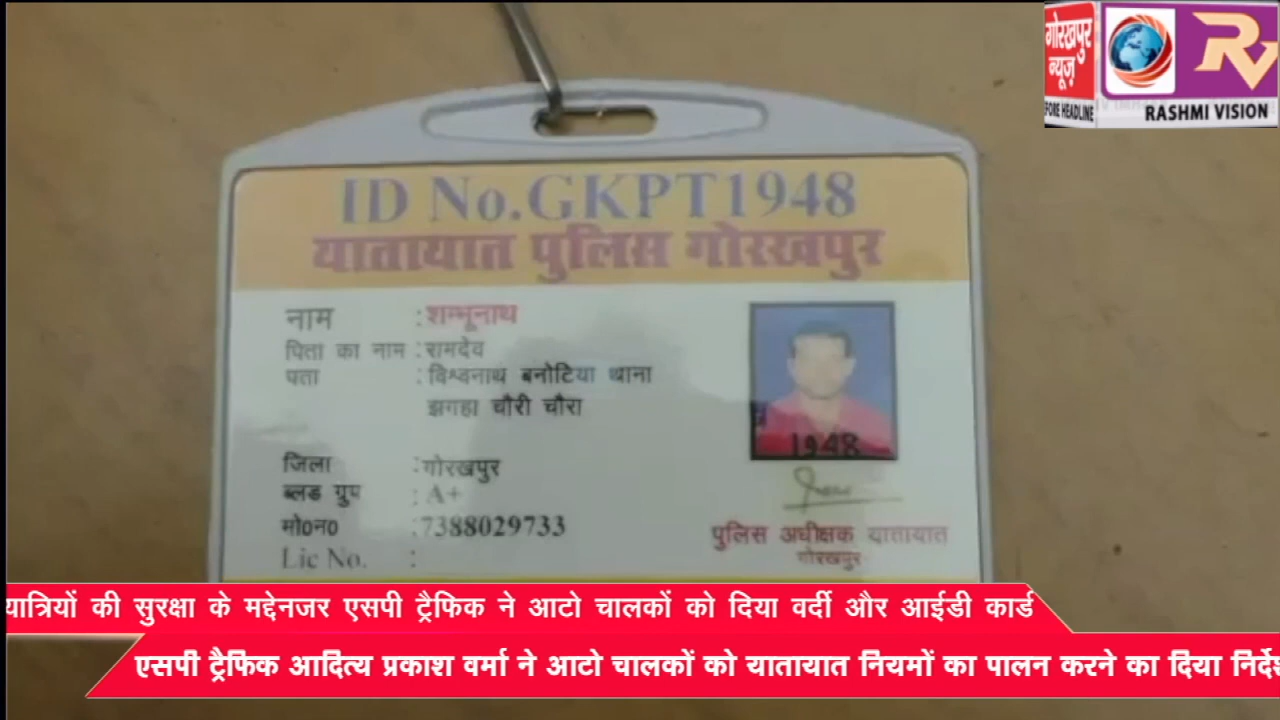 गोरखपुर
न्यूज़
FORE HEADLINE
RV
RASHMI VISION
ID No.GKPT1948
यातायात पुलिस गोरखपुर
नाम :शम्भूनाथ
पिता का नाम :रामदेव
पता :विश्वनाथ बनोटिया थाना
झगहा चौरी चौरा
जिला :गोरखपुर
ब्लड ग्रुप :A+
मो0न0 :7388029733
Lic No. :
1948
पुलिस अधीक्षक यातायात
गोरखपुर
यात्रियों की सुरक्षा के मद्देनजर एसपी ट्रैफिक ने आटो चालकों को दिया वर्दी और आईडी कार्ड
एसपी ट्रैफिक आदित्य प्रकाश वर्मा ने आटो चालकों को यातायात नियमों का पालन करने का दिया निर्देश